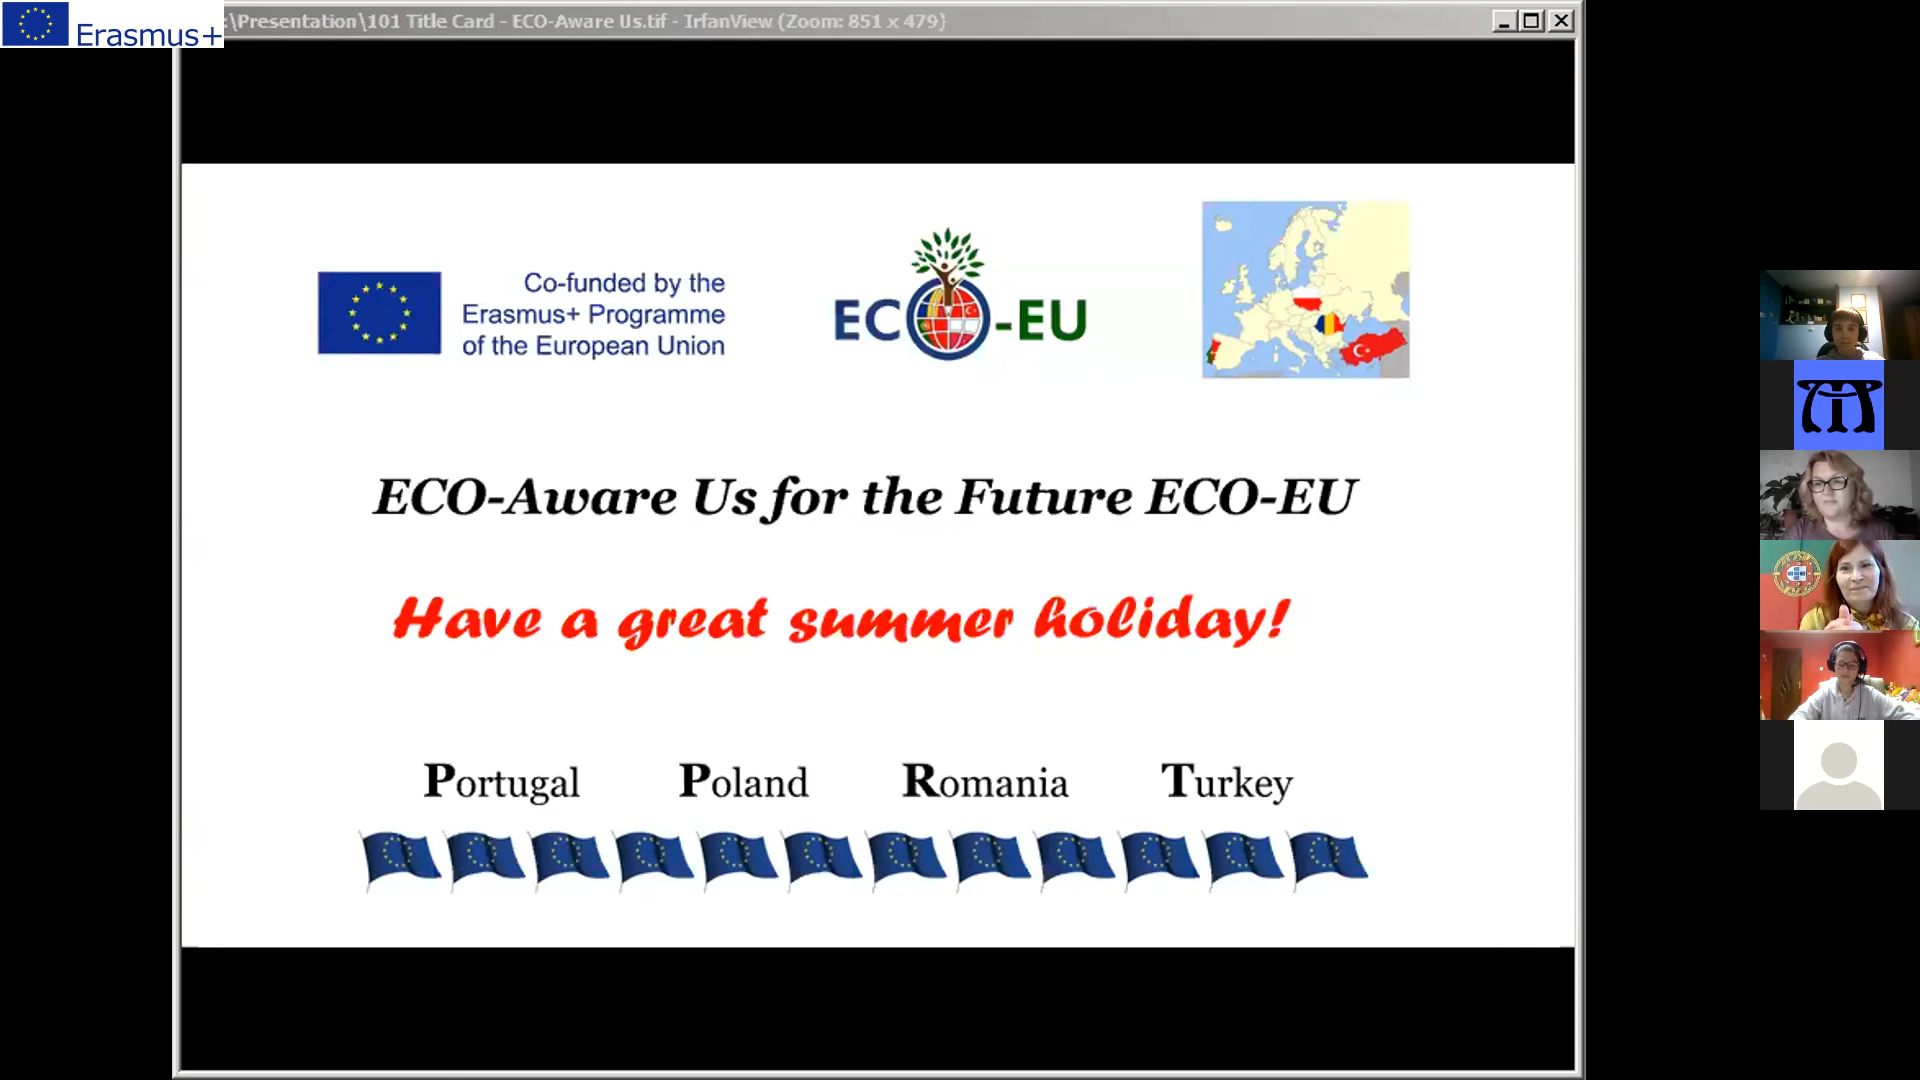 Erasmus+
:\Presentation\101 Title Card - ECO-Aware Us.tif - IrfanView (Zoom: 851 x 479)
Co-funded by the
Erasmus+ Programme
of the European Union
ECO-EU
ECO-Aware Us for the Future ECO-EU
Have a great summer holiday!
Portugal Poland Romania Turkey